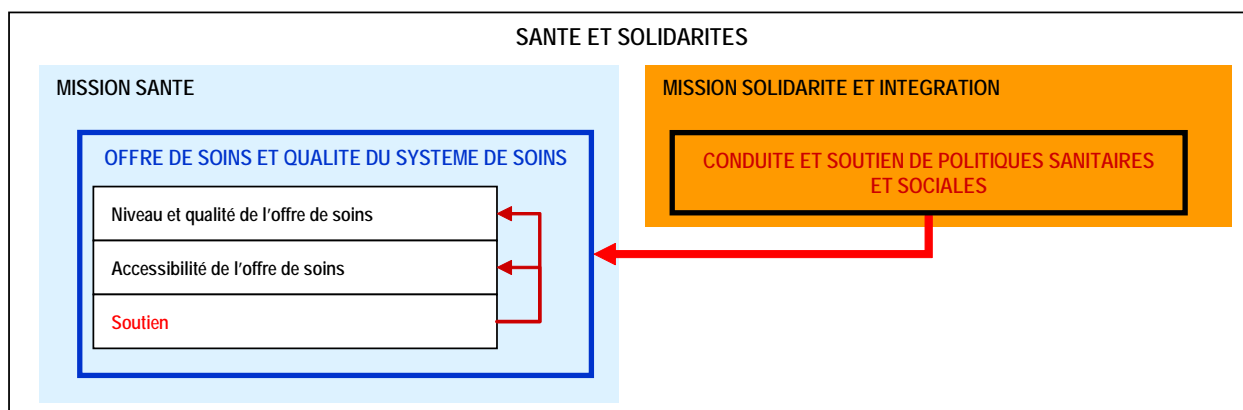 SANTE ET SOLIDARITES
MISSION SANTE
OFFRE DE SOINS ET QUALITE DU SYSTEME DE SOINS
Niveau et qualité de l'offre de soins
Accessibilité de l'offre de soins
Soutien
MISSION SOLIDARITE ET INTEGRATION
CONDUITE ET SOUTIEN DE POLITIQUES SANITAIRES
ET SOCIALES